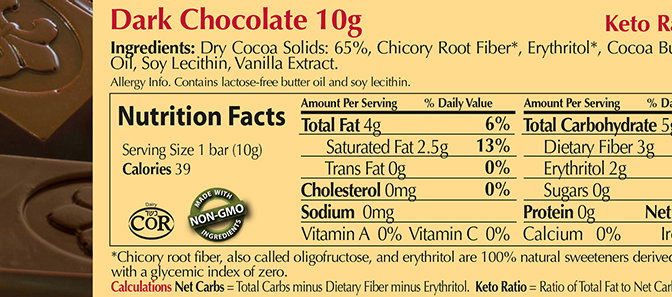 Dark Chocolate 10g
Keto
Ingredients: Dry Cocoa Solids: 65%, Chicory Root Fiber*, Erythritol*, Cocoa
Oil, Soy Lecithin, Vanilla Extract.
Allergy Info. Contains lactose-free butter oil and soy lecithin.
Nutrition Facts
Serving Size 1 bar (10g)
Calories 39
Dairy
כשר
COR
MADE WITH
NON-GMO
INGREDIENTS
Amount Per Serving % Daily Value
Total Fat 4g 6%
Saturated Fat 2.5g 13%
Trans Fat 0g 0%
Cholesterol 0mg 0%
Sodium 0mg
Vitamin A 0% Vitamin C 0%
Amount Per Serving %
Total Carbohydrate 5g
Dietary Fiber 3g
Erythritol 2g
Sugars 0g
Protein 0g Net
Calcium 0%
*Chicory root fiber, also called oligofructose, and erythritol are 100% natural sweeteners
with a glycemic index of zero.
Calculations Net Carbs = Total Carbs minus Dietary Fiber minus Erythritol. Keto Ratio = Ratio of Total Fat to Net